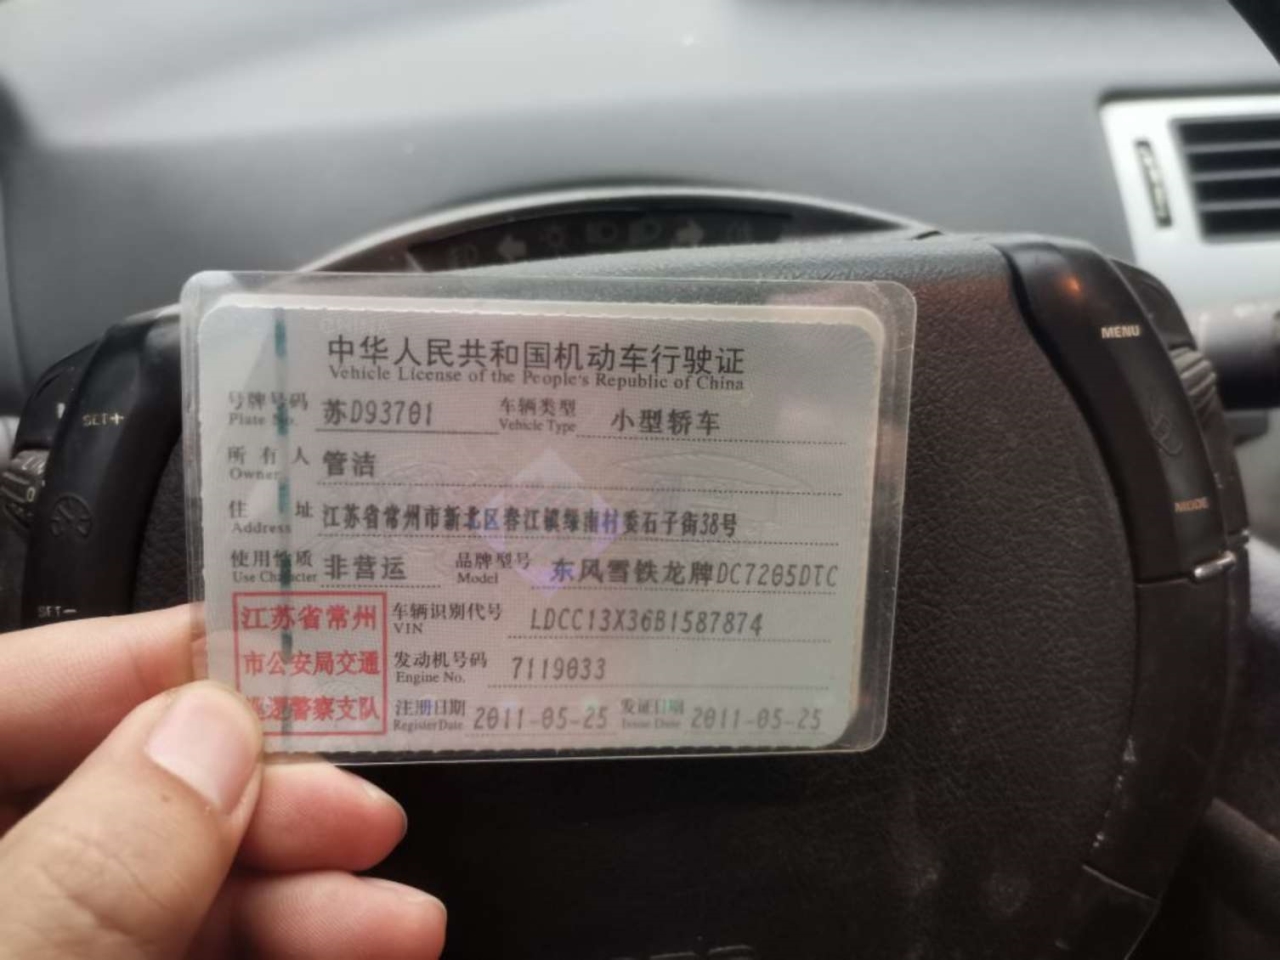 中华人民共和国机动车行驶证
Vehicle License of the People's Republic of China
号牌号码 苏D93701 车辆类型 小型轿车
Plate No. Vehicle Type
所有人 管洁
Owner
住址 江苏省常州市新北区春江镇绿南村委石子街38号
Address
使用性质 非营运 品牌型号 东风雪铁龙牌DC7205DTC
Use Character Model
江苏省常州
市公安局交通
警察支队
车辆识别代号 LDCC13X36B1587874
VIN
发动机号码 7119033
Engine No.
注册日期 2011-05-25 发证日期 2011-05-25
Register Date Issue Date
MENU
MODE
SET+
SET-